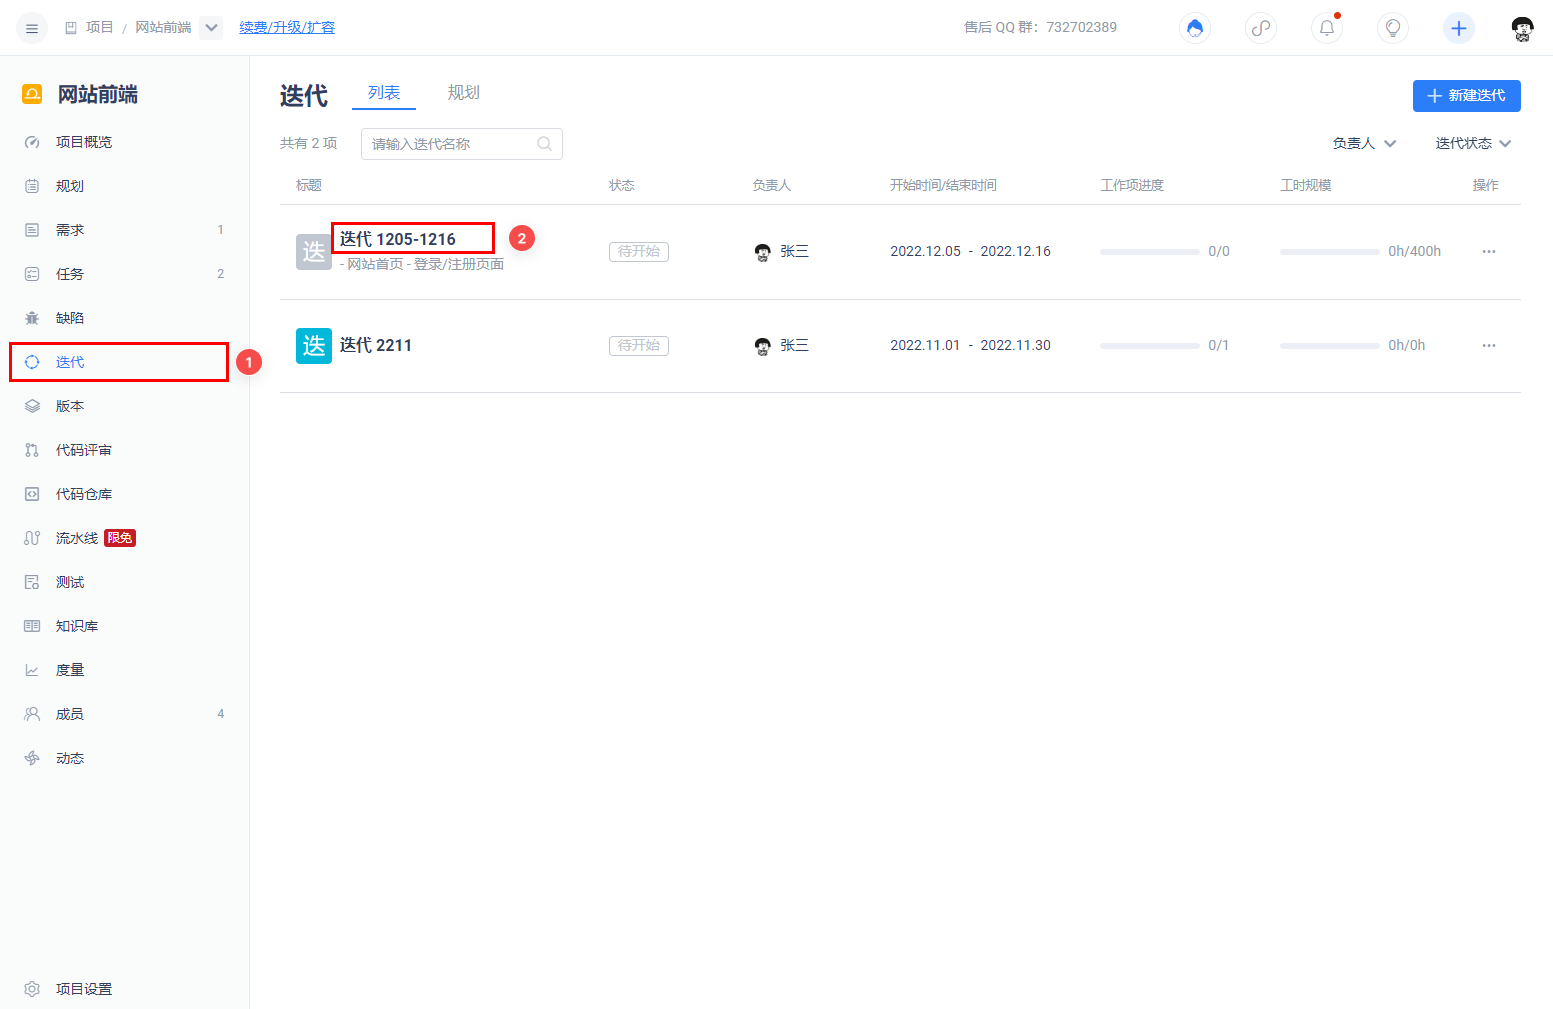 项目 / 网站前端 续费/升级/扩容 售后 QQ 群：732702389
网站前端
项目概览
规划
需求 1
任务 2
缺陷
迭代 1
版本
代码评审
代码仓库
流水线 限免
测试
知识库
度量
成员 4
动态
项目设置
迭代 列表 规划 新建迭代
共有 2 项 请输入迭代名称 负责人 迭代状态
标题 状态 负责人 开始时间/结束时间 工作项进度 工时规模 操作
迭 迭代 1205-1216 2 待开始 张三 2022.12.05 - 2022.12.16 0/0 0h/400h
- 网站首页 - 登录/注册页面
迭 迭代 2211 待开始 张三 2022.11.01 - 2022.11.30 0/1 0h/0h